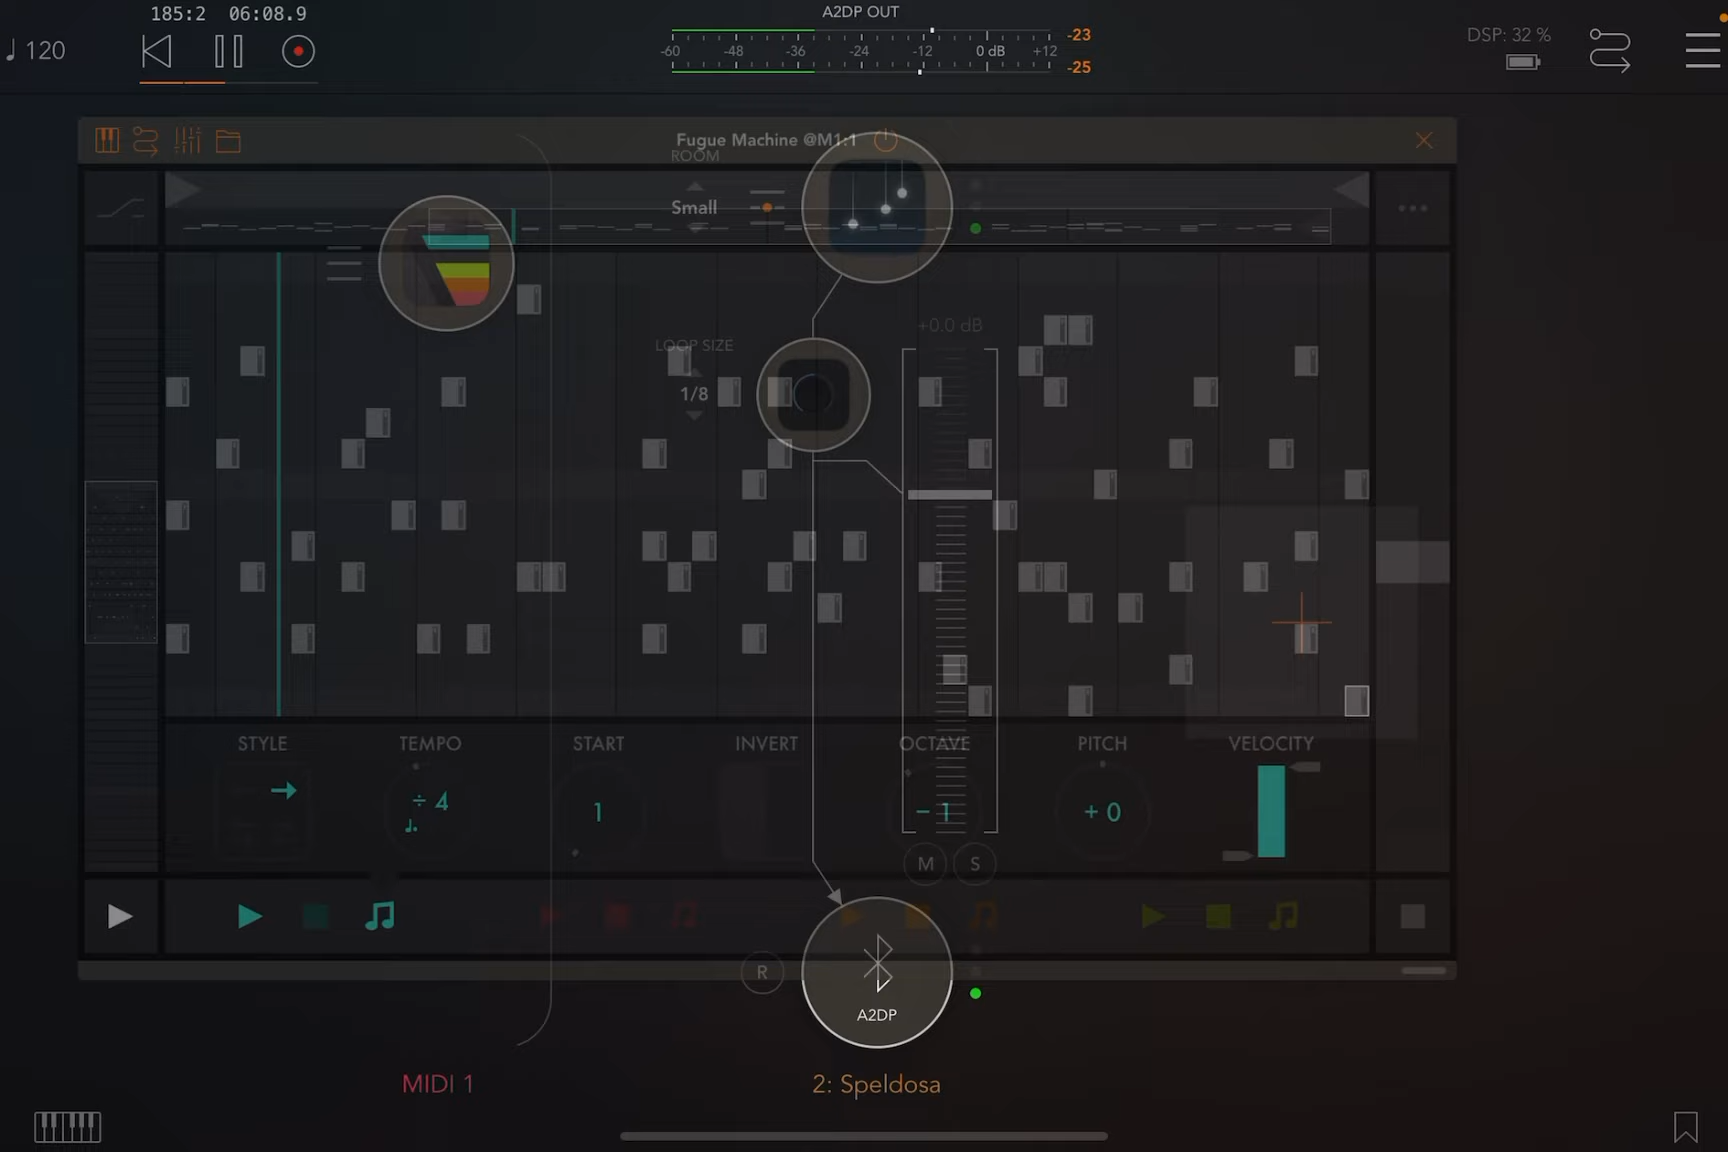 185:2 06:08.9
A2DP OUT
120
-60 -48 -36 -24 -12 0 dB +12
-23
-25
DSP: 32 %
Fugue Machine @M1:1
ROOM
Small
+0.0 dB
LOOP SIZE
1/8
STYLE TEMPO START INVERT OCTAVE PITCH VELOCITY
÷ 4 1 − 1 + 0
M S
R
A2DP
MIDI 1 2: Speldosa